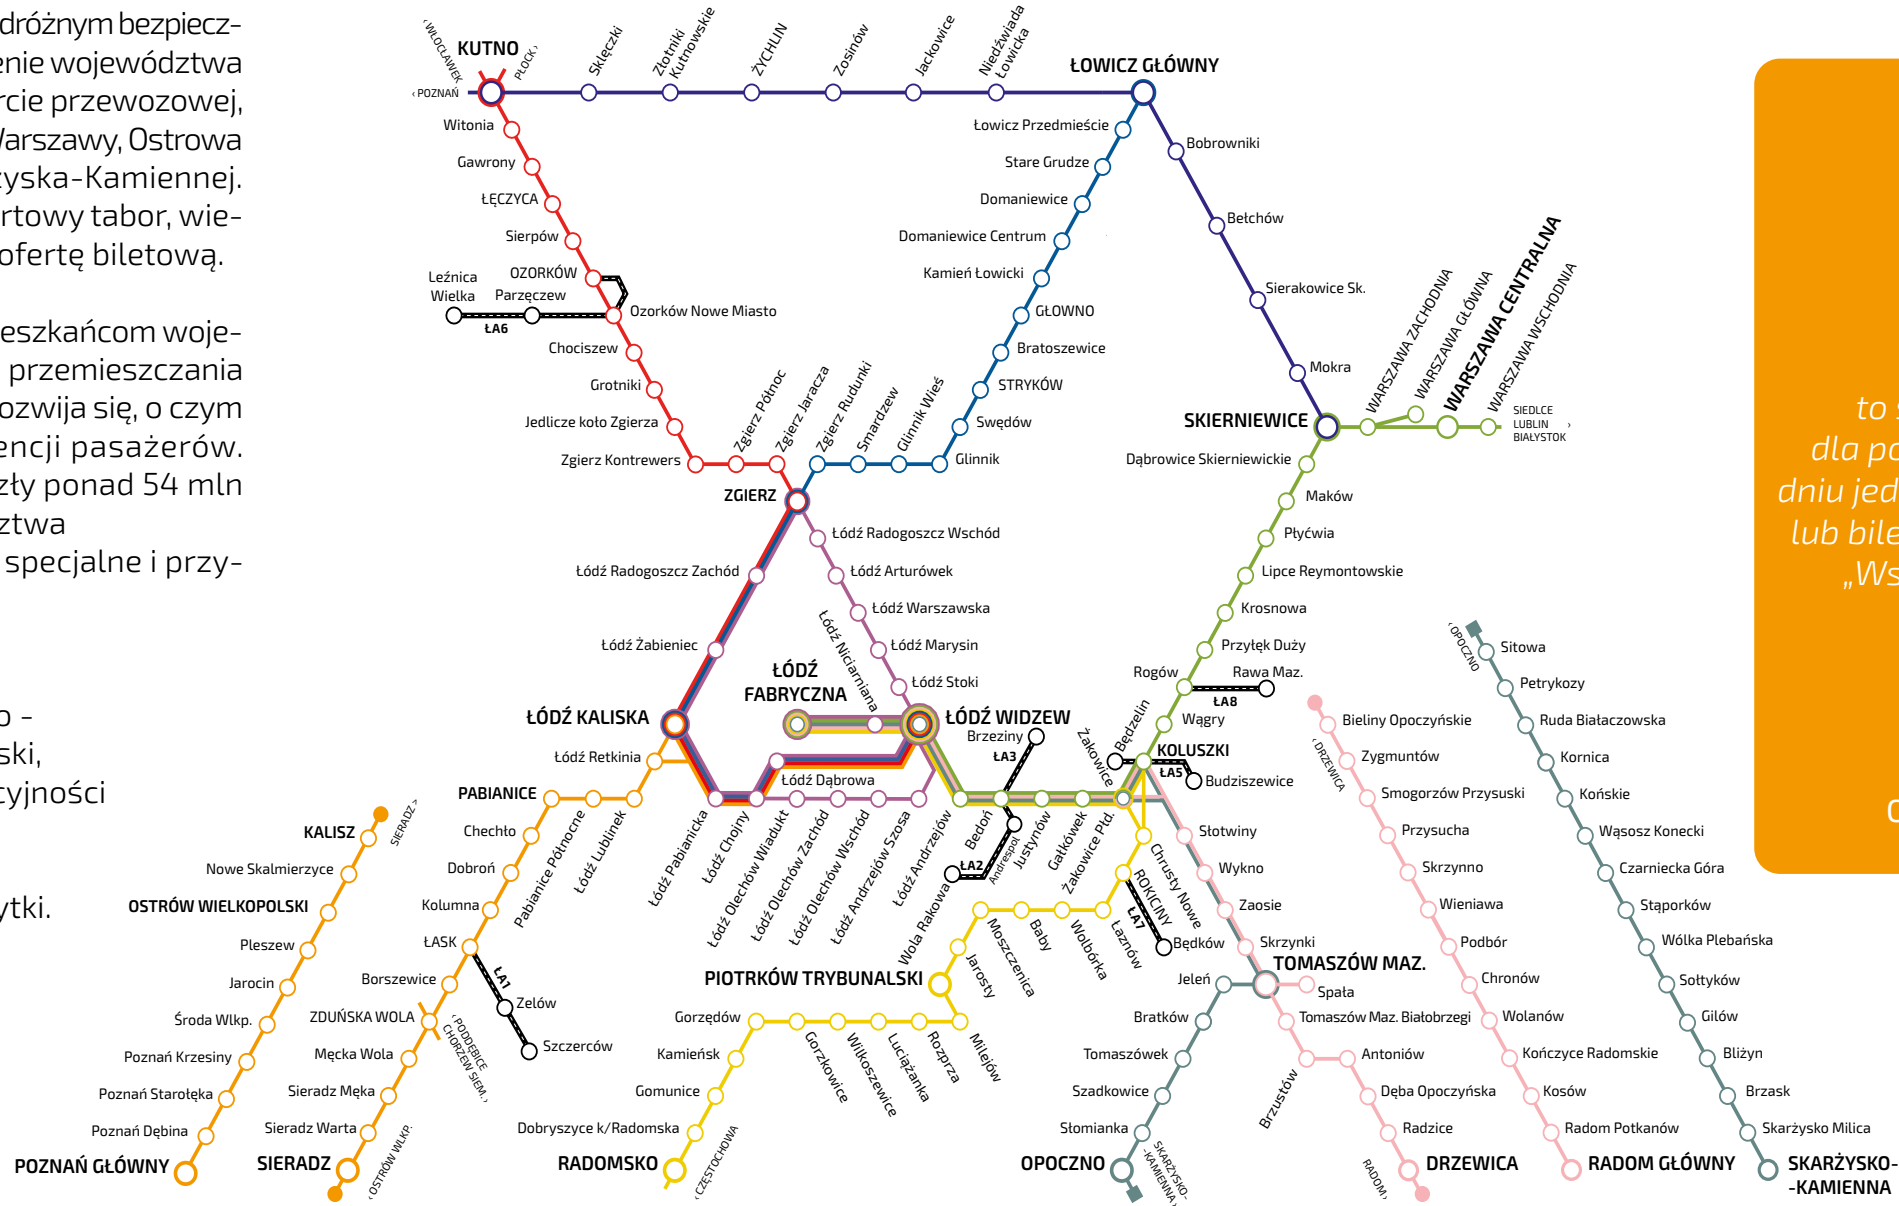 dróżnym bezpiecz-
enie województwa
rcie przewozowej,
Warszawy, Ostrowa
zyska-Kamiennej.
rtowy tabor, wie-
ofertę biletową.
eszkańcom woje-
przemieszczania
ozwija się, o czym
encji pasażerów.
zły ponad 54 mln
ztwa
specjalne i przy-
o -
ski,
cyjności
ytki.
‹ WŁOCŁAWEK
KUTNO
PŁOCK ›
‹ POZNAŃ
Sklęczki
Złotniki
Kutnowskie
ŻYCHLIN
Zosinów
Jackowice
Niedźwiada
Łowicka
ŁOWICZ GŁÓWNY
Witonia
Gawrony
ŁĘCZYCA
Sierpów
OZORKÓW
Leźnica
Wielka
Parzęczew
ŁA6
Ozorków Nowe Miasto
Chociszew
Grotniki
Jedlicze koło Zgierza
Zgierz Kontrewers
Zgierz Północ
Zgierz Jaracza
Zgierz Rudunki
Smardzew
Glinnik Wieś
Łowicz Przedmieście
Stare Grudze
Domaniewice
Domaniewice Centrum
Kamień Łowicki
GŁOWNO
Bratoszewice
STRYKÓW
Swędów
Glinnik
Bobrowniki
Bełchów
Sierakowice Sk.
Mokra
SKIERNIEWICE
WARSZAWA ZACHODNIA
WARSZAWA GŁÓWNA
WARSZAWA CENTRALNA
WARSZAWA WSCHODNIA
SIEDLCE
LUBLIN ›
BIAŁYSTOK
Dąbrowice Skierniewickie
Maków
Płyćwia
Lipce Reymontowskie
Krosnowa
Przyłęk Duży
Rogów
Rawa Maz.
ŁA8
Wągry
ZGIERZ
Łódź Radogoszcz Wschód
Łódź Radogoszcz Zachód
Łódź Arturówek
Łódź Warszawska
Łódź Żabieniec
Łódź Marysin
Łódź Stoki
Łódź Niciarniana
ŁÓDŹ
FABRYCZNA
ŁÓDŹ KALISKA
ŁÓDŹ WIDZEW
Brzeziny
ŁA3
Żakowice
Będzelin
KOLUSZKI
ŁA5
Budziszewice
Łódź Retkinia
Łódź Dąbrowa
PABIANICE
Chechło
Dobroń
Kolumna
ŁASK
Borszewice
ZDUŃSKA WOLA
Męcka Wola
Sieradz Męka
Sieradz Warta
SIERADZ
‹ OSTRÓW WLKP.
‹ PODDĘBICE
CHORZEW SIEM. ›
ŁA1
Zelów
Szczerców
Pabianice Północne
Łódź Lublinek
Łódź Pabianicka
Łódź Chojny
Łódź Olechów Wiadukt
Łódź Olechów Zachód
Łódź Olechów Wschód
Łódź Andrzejów Szosa
Łódź Andrzejów
Bedoń
Andrespol
Justynów
Gałkówek
Żakowice Płd.
ŁA2
Wola Rakowa
SIERADZ ›
KALISZ
Nowe Skalmierzyce
OSTRÓW WIELKOPOLSKI
Pleszew
Jarocin
Środa Wlkp.
Poznań Krzesiny
Poznań Starołęka
Poznań Dębina
POZNAŃ GŁÓWNY
Chrusty Nowe
ROKICINY
ŁA7
Będków
Łaznów
Wolbórka
Baby
Moszczenica
Jarosty
PIOTRKÓW TRYBUNALSKI
Milejów
Rozprza
Luciążanka
Wilkoszewice
Gorzkowice
Gorzędów
Kamieńsk
Gomunice
Dobryszyce k/Radomska
RADOMSKO
‹ CZĘSTOCHOWA
Słotwiny
Wykno
Zaosie
Skrzynki
TOMASZÓW MAZ.
Spała
Jeleń
Bratków
Tomaszówek
Szadkowice
Słomianka
OPOCZNO
SKARŻYSKO-
-KAMIENNA ›
Tomaszów Maz. Białobrzegi
Brzustów
Antoniów
Dęba Opoczyńska
Radzice
DRZEWICA
RADOM ›
‹ DRZEWICA
Bieliny Opoczyńskie
Zygmuntów
Smogorzów Przysuski
Przysucha
Skrzynno
Wieniawa
Podbór
Chronów
Wolanów
Kończyce Radomskie
Kosów
Radom Potkanów
RADOM GŁÓWNY
‹ OPOCZNO
Sitowa
Petrykozy
Ruda Białaczowska
Kornica
Końskie
Wąsosz Konecki
Czarniecka Góra
Stąporków
Wólka Plebańska
Sołtyków
Gilów
Bliżyn
Brzask
Skarżysko Milica
SKARŻYSKO-
-KAMIENNA
to s
dla po
dniu jed
lub bile
„Ws